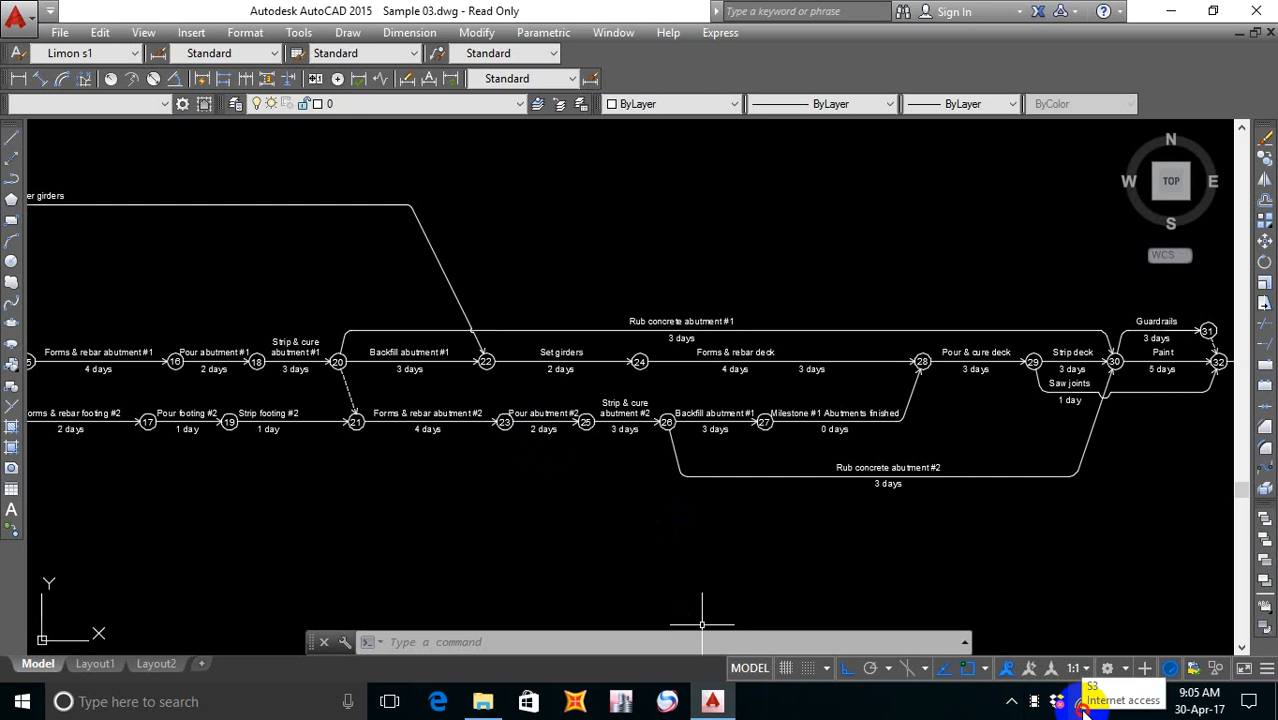 Autodesk AutoCAD 2015 Sample 03.dwg - Read Only
Type a keyword or phrase
Sign In
File Edit View Insert Format Tools Draw Dimension Modify Parametric Window Help Express
Limon s1 Standard Standard Standard
Standard
0 ByLayer ByLayer ByLayer ByColor
N
W TOP E
S
WCS
er girders
Rub concrete abutment #1
3 days
Guardrails
3 days
31
Strip & cure
abutment #1
Forms & rebar abutment #1 16 Pour abutment #1 18 20 Backfill abutment #1 22 Set girders 24 Forms & rebar deck 28 Pour & cure deck 29 Strip deck 30 Paint 32
4 days 2 days 3 days 3 days 2 days 4 days 3 days 3 days 3 days 5 days
Saw joints
1 day
Strip & cure
abutment #2
orms & rebar footing #2 17 Pour footing #2 19 Strip footing #2 21 Forms & rebar abutment #2 23 Pour abutment #2 25 26 Backfill abutment #1 27 Milestone #1 Abutments finished
2 days 1 day 1 day 4 days 2 days 3 days 3 days 0 days
Rub concrete abutment #2
3 days
Y
X
Type a command
Model Layout1 Layout2 +
MODEL 1:1
S3
Internet access
Type here to search
9:05 AM
30-Apr-17